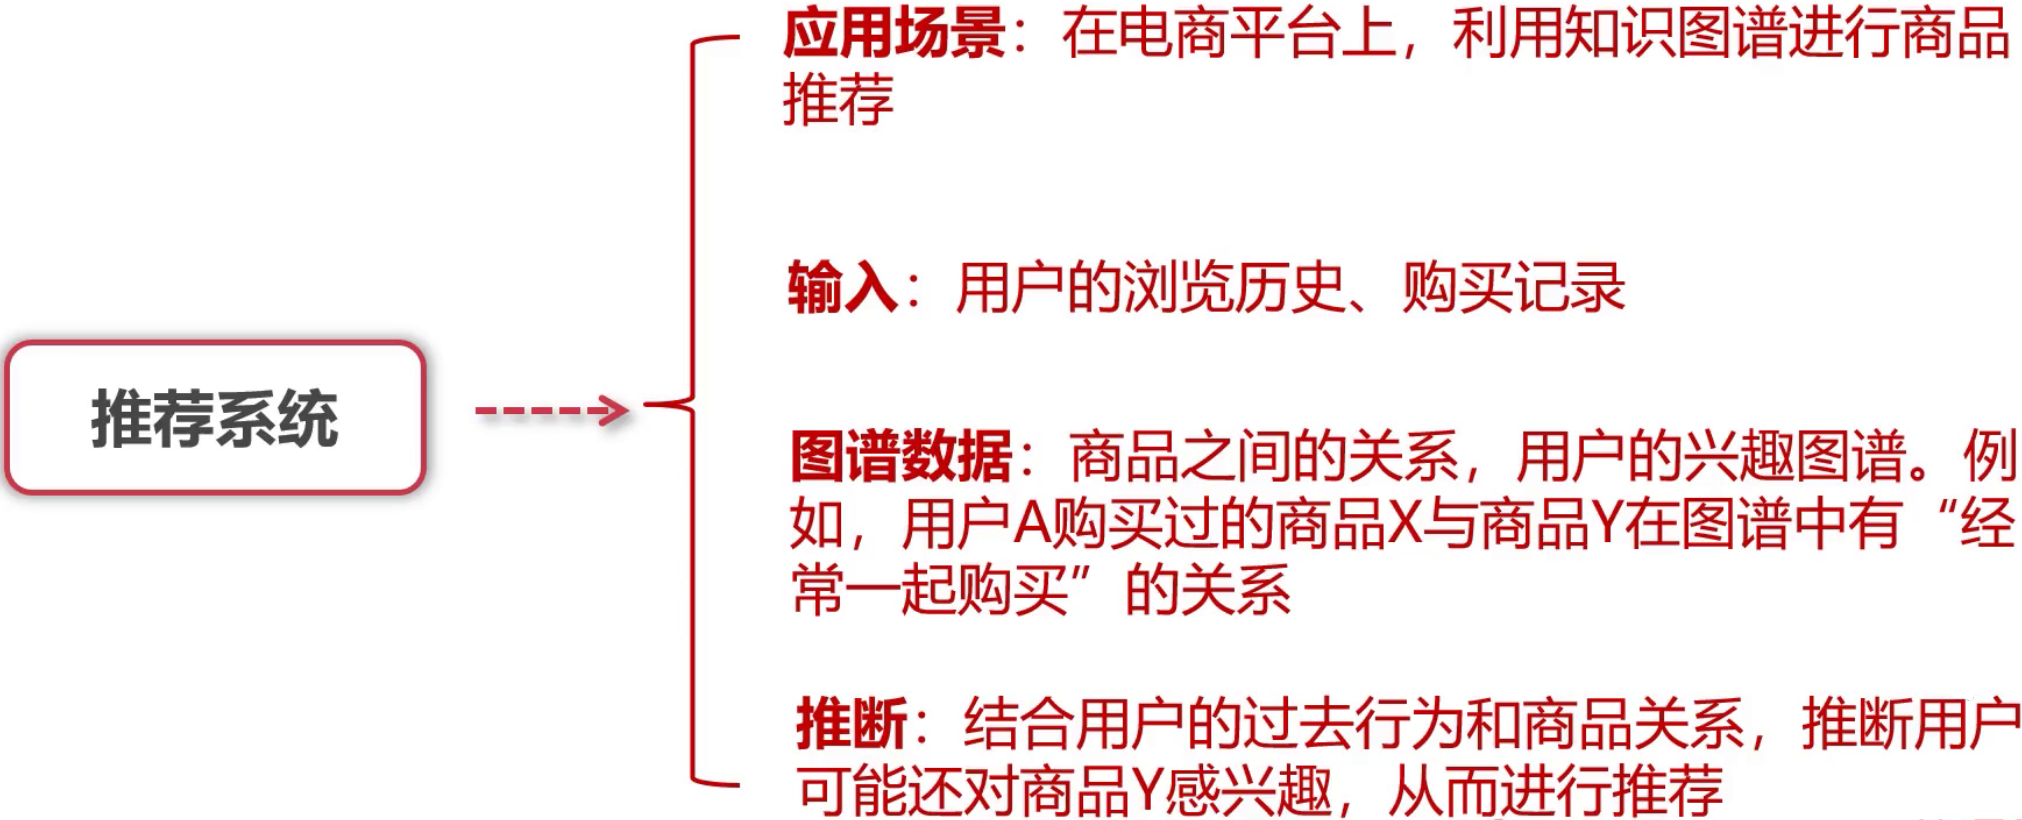 应用场景：在电商平台上，利用知识图谱进行商品
推荐
输入：用户的浏览历史、购买记录
推荐系统
图谱数据：商品之间的关系，用户的兴趣图谱。例
如，用户A购买过的商品X与商品Y在图谱中有“经
常一起购买”的关系
推断：结合用户的过去行为和商品关系，推断用户
可能还对商品Y感兴趣，从而进行推荐